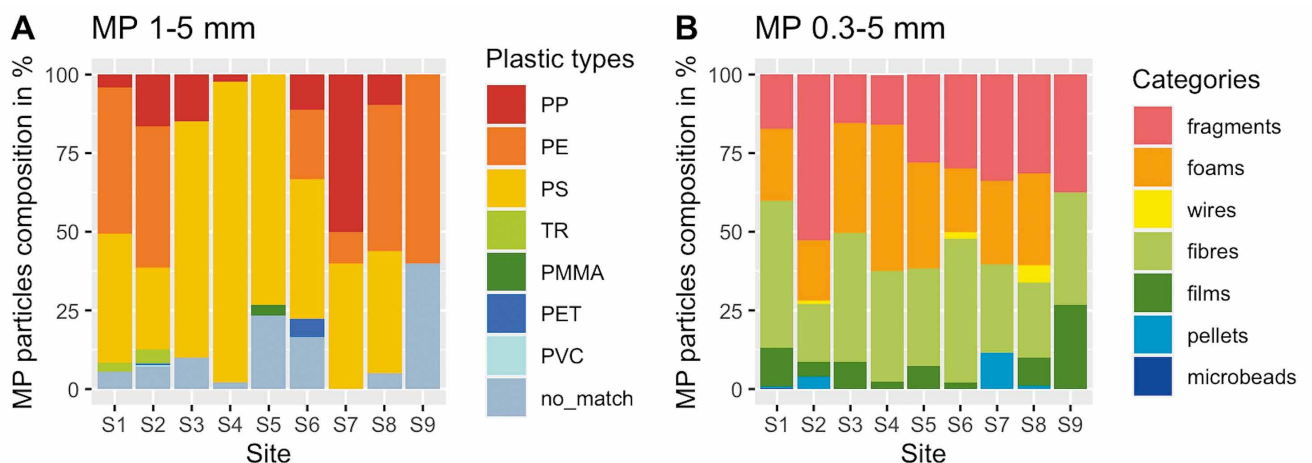 A MP 1-5 mm
MP particles composition in %
100
75
50
25
0
S1 S2 S3 S4 S5 S6 S7 S8 S9
Site
Plastic types
PP
PE
PS
TR
PMMA
PET
PVC
no_match
B MP 0.3-5 mm
MP particles composition in %
100
75
50
25
0
S1 S2 S3 S4 S5 S6 S7 S8 S9
Site
Categories
fragments
foams
wires
fibres
films
pellets
microbeads